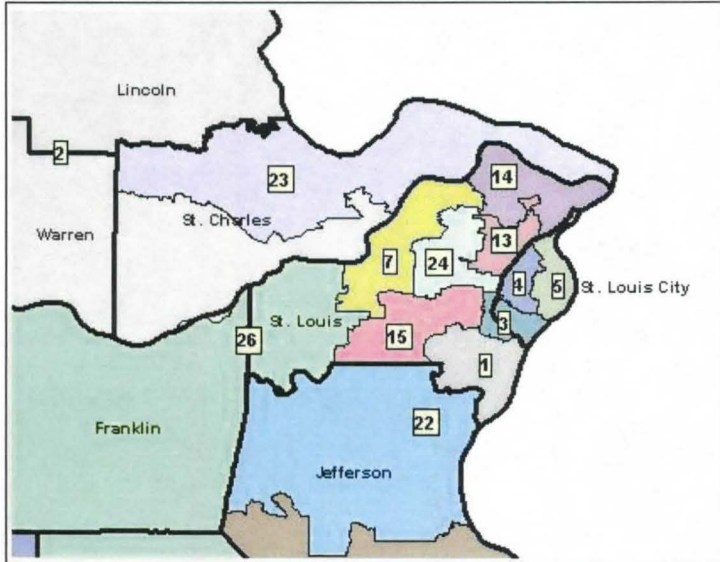 Lincoln
2
23
14
St. Charles
Warren
13
7
24
4
5
St. Louis City
St. Louis
3
26
15
1
22
Franklin
Jefferson